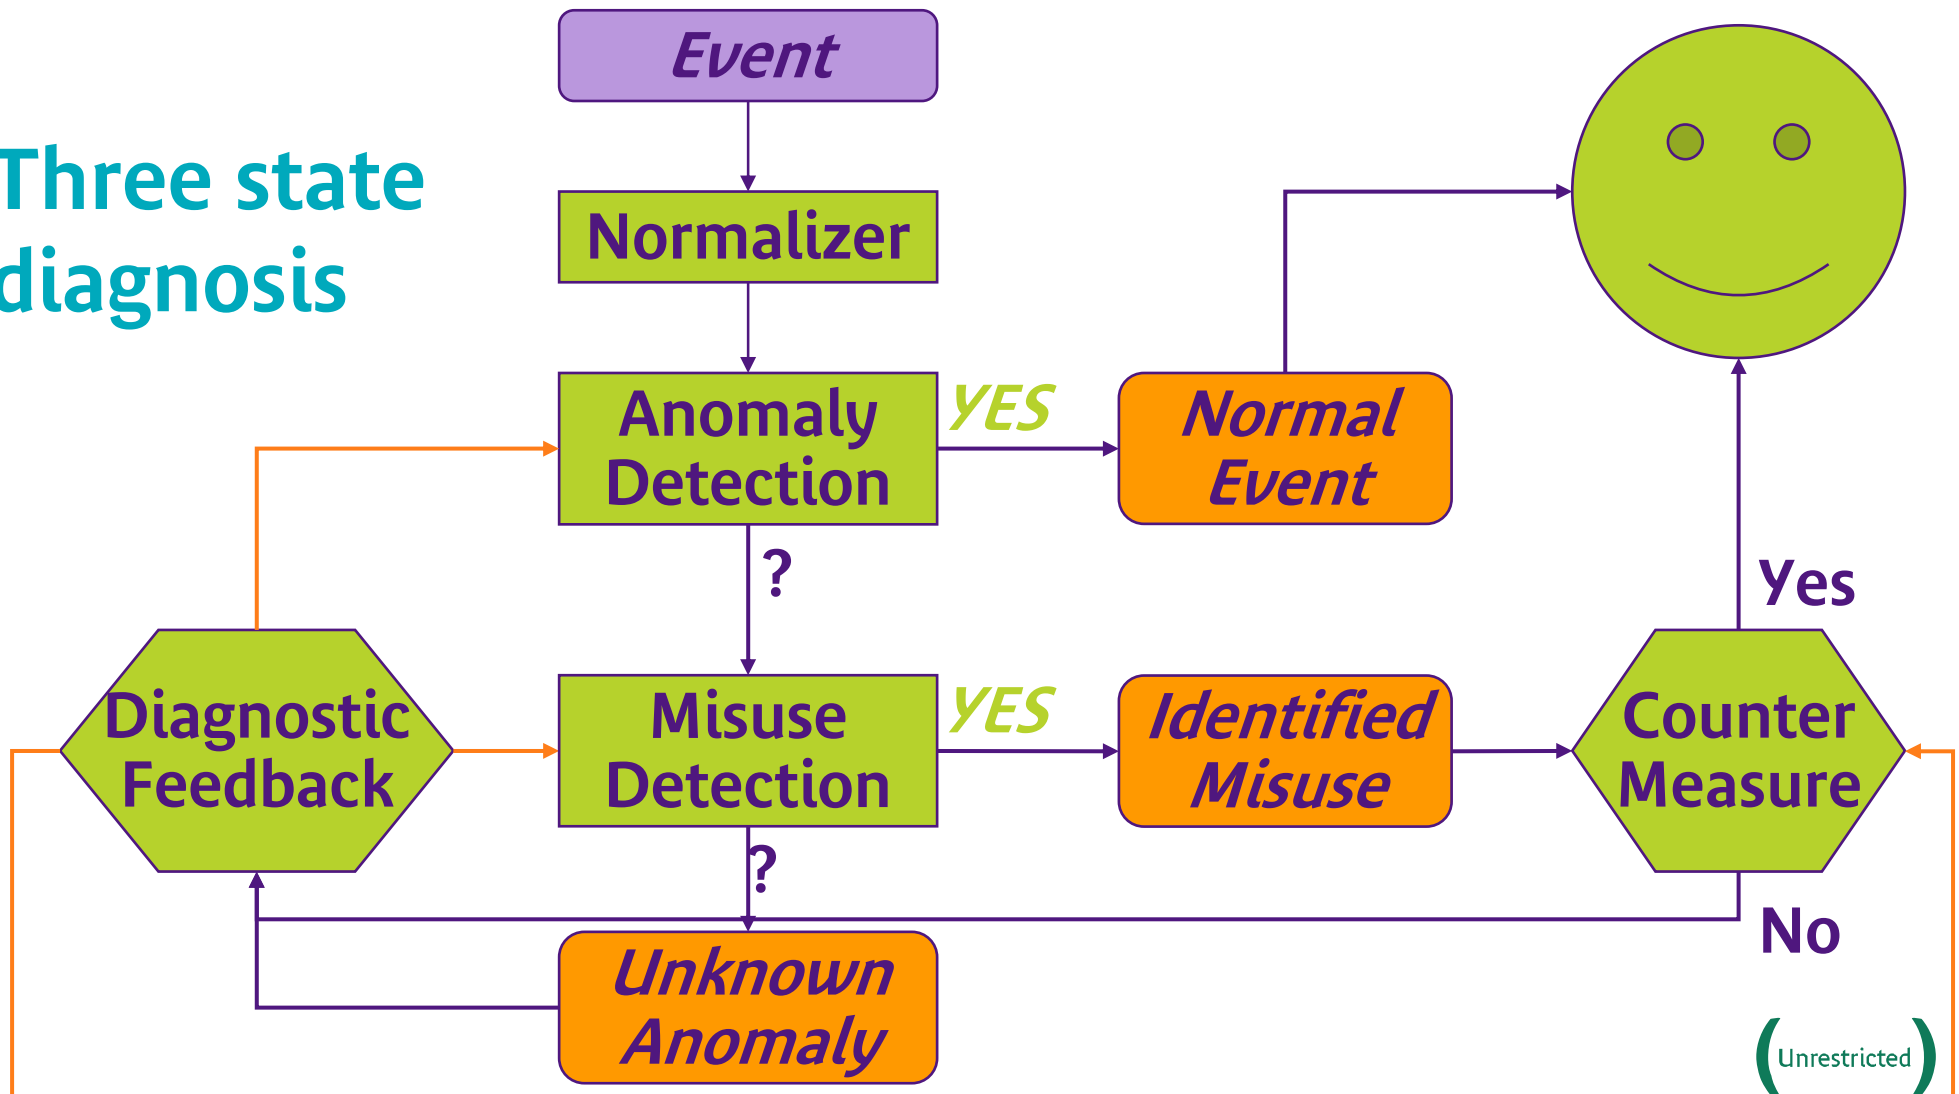 Event
Three state
diagnosis
Normalizer
Anomaly
Detection
YES
Normal
Event
?
Yes
Diagnostic
Feedback
Misuse
Detection
YES
Identified
Misuse
Counter
Measure
?
No
Unknown
Anomaly
(Unrestricted)